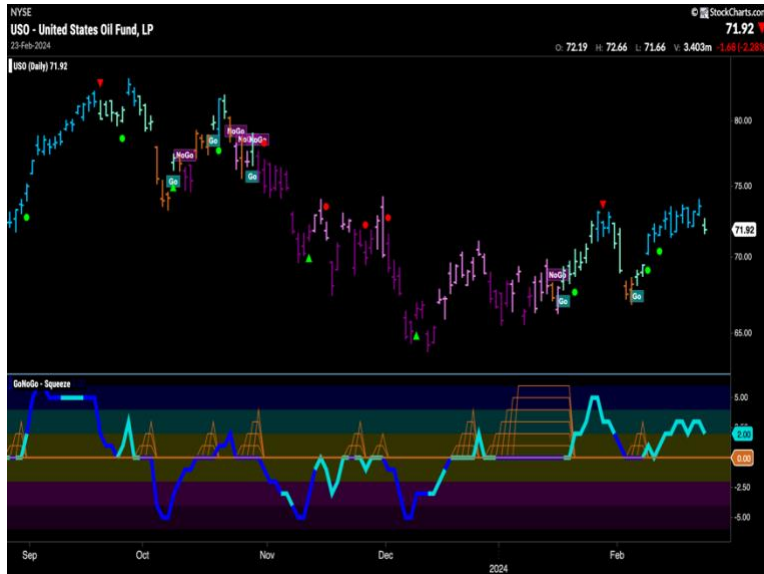 NYSE
© StockCharts.com
USO - United States Oil Fund, LP
71.92
23-Feb-2024
O: 72.19 H: 72.66 L: 71.66 V: 3.403m -1.68 (-2.28%
USO (Daily) 71.92
80.00
NoGo
NoGo
NoGo
Go
Go
Go
75.00
71.92
70.00
NoGo
Go
Go
65.00
GoNoGo - Squeeze
5.00
2.00
0.00
-2.50
-5.00
Sep Oct Nov Dec 2024 Feb